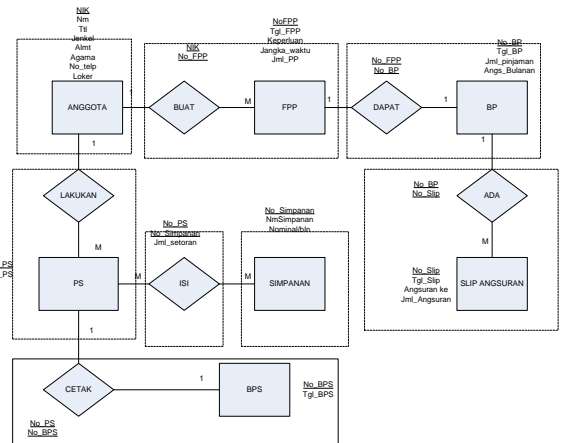 NIK
Nm
Ttl
Jenkel
Almt
Agama
No_telp
Loker
ANGGOTA
1
NIK
No_FPP
BUAT
M
NoFPP
Tgl_FPP
Keperluan
Jangka_waktu
Jml_PP
FPP
1
No_FPP
No_BP
DAPAT
1
No_BP
Tgl_BP
Jml_pinjaman
Angs_Bulanan
BP
1
1
LAKUKAN
M
No_BP
No_Slip
ADA
M
_PS
_PS
PS
M
No_PS
No_Simpanan
Jml_setoran
ISI
M
No_Simpanan
NmSimpanan
Nominal/bln
SIMPANAN
No_Slip
Tgl_Slip
Angsuran ke
Jml_Angsuran
SLIP ANGSURAN
1
CETAK
1
BPS
No_BPS
Tgl_BPS
No_PS
No_BPS